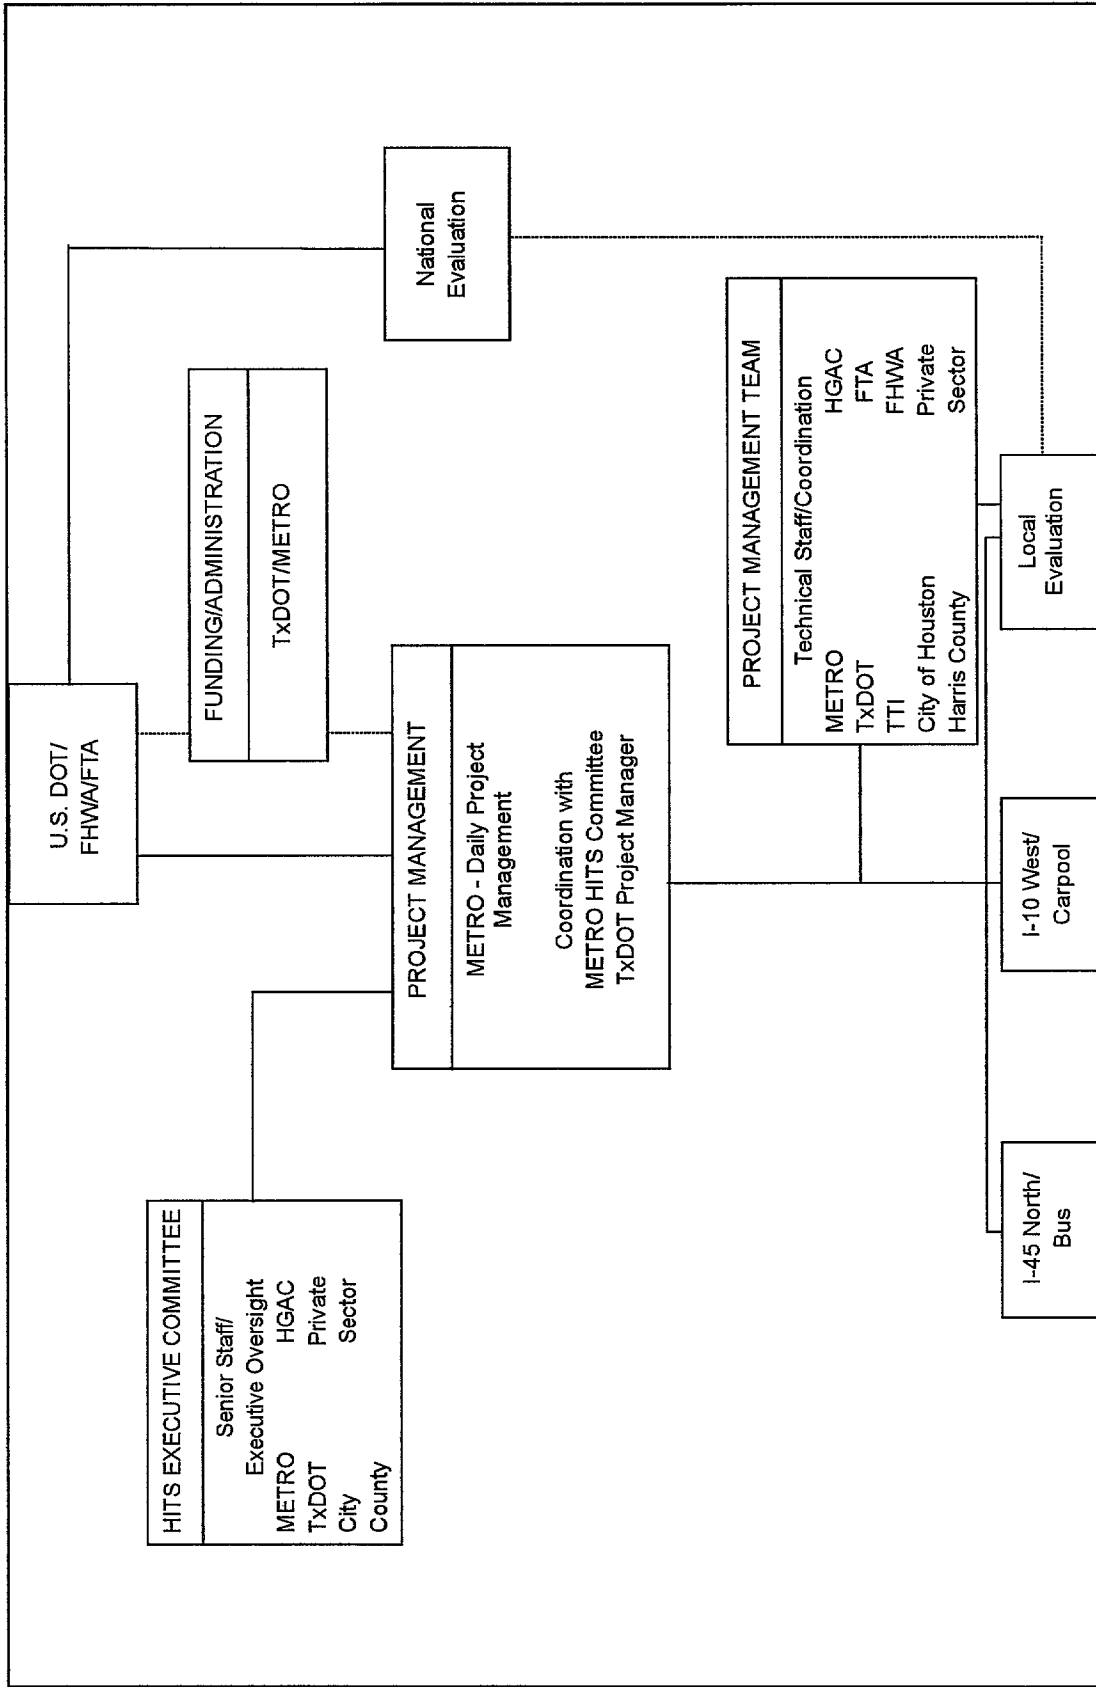 U.S. DOT/
FHWA/FTA
HITS EXECUTIVE COMMITTEE
Senior Staff/
Executive Oversight
METRO HGAC
TxDOT Private
City Sector
County
FUNDING/ADMINISTRATION
TxDOT/METRO
National
Evaluation
PROJECT MANAGEMENT
METRO - Daily Project
Management
Coordination with
METRO HITS Committee
TxDOT Project Manager
PROJECT MANAGEMENT TEAM
Technical Staff/Coordination
METRO HGAC
TxDOT FTA
TTI FHWA
City of Houston Private
Harris County Sector
I-45 North/
Bus
I-10 West/
Carpool
Local
Evaluation